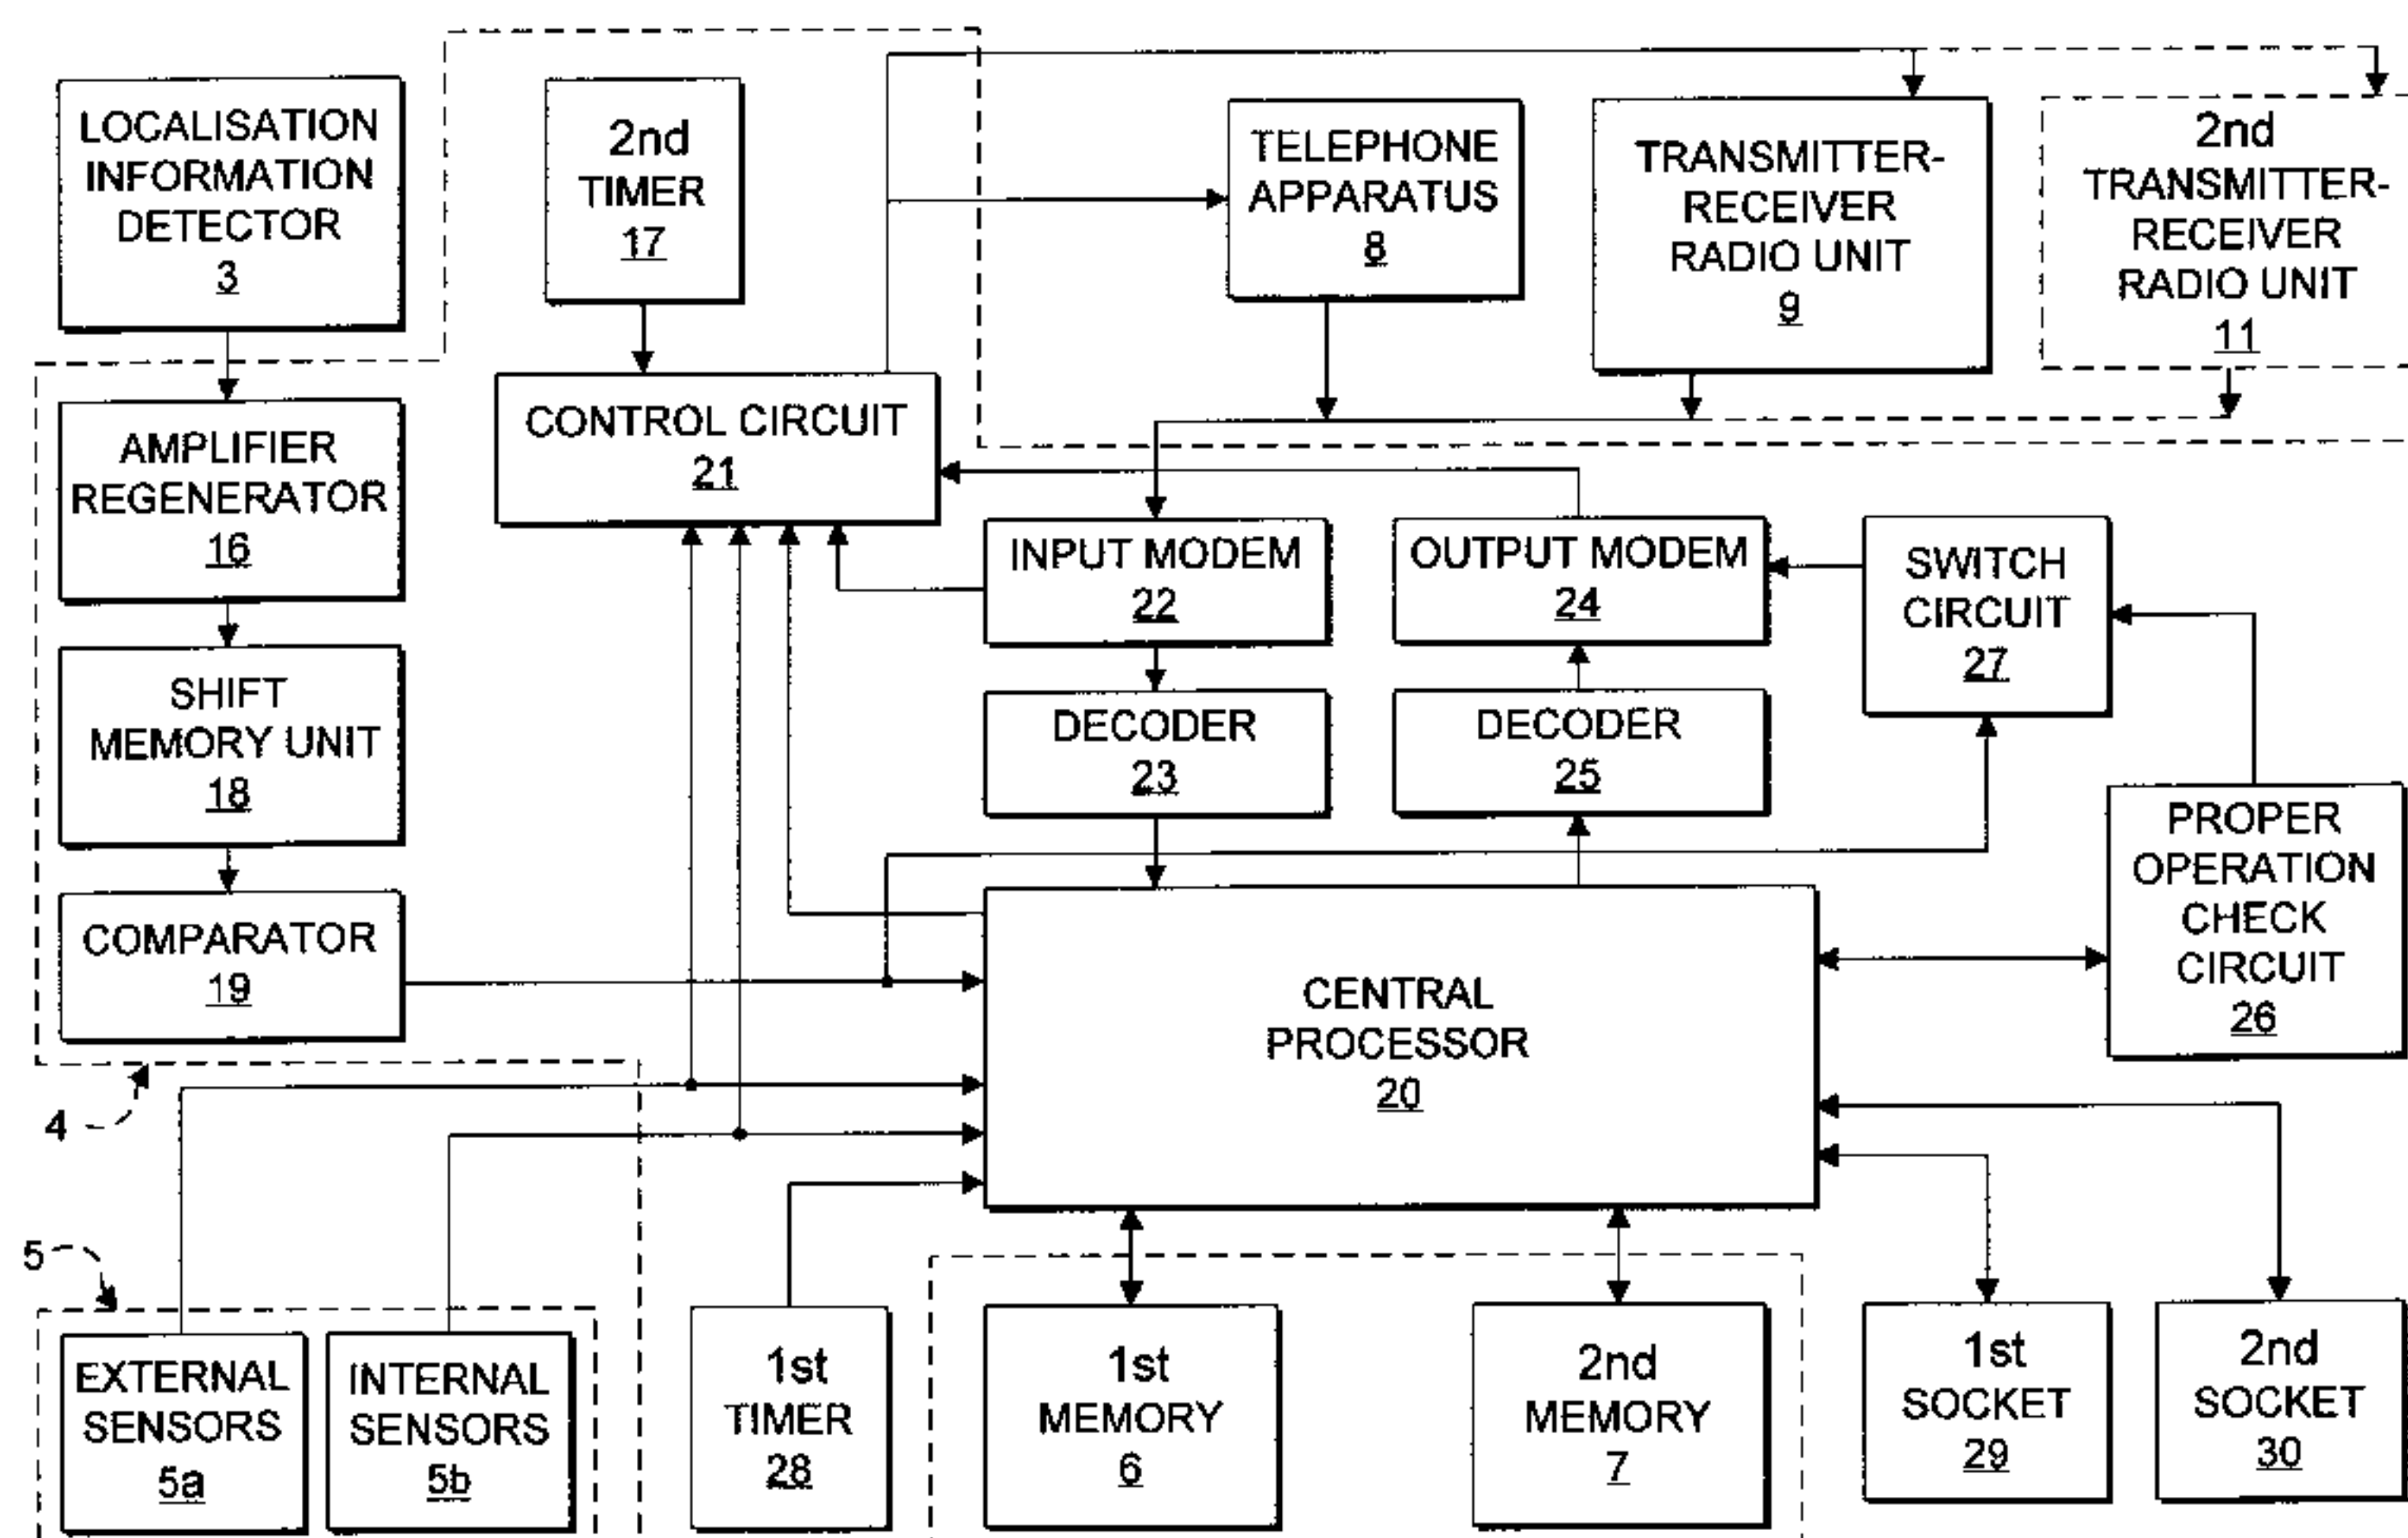 LOCALISATION
INFORMATION
DETECTOR
3
2nd
TIMER
17
TELEPHONE
APPARATUS
8
TRANSMITTER-
RECEIVER
RADIO UNIT
9
2nd
TRANSMITTER-
RECEIVER
RADIO UNIT
11
AMPLIFIER
REGENERATOR
16
CONTROL CIRCUIT
21
INPUT MODEM
22
OUTPUT MODEM
24
SWITCH
CIRCUIT
27
SHIFT
MEMORY UNIT
18
DECODER
23
DECODER
25
PROPER
OPERATION
CHECK
CIRCUIT
26
COMPARATOR
19
CENTRAL
PROCESSOR
20
4
5
EXTERNAL
SENSORS
5a
INTERNAL
SENSORS
5b
1st
TIMER
28
1st
MEMORY
6
2nd
MEMORY
7
1st
SOCKET
29
2nd
SOCKET
30